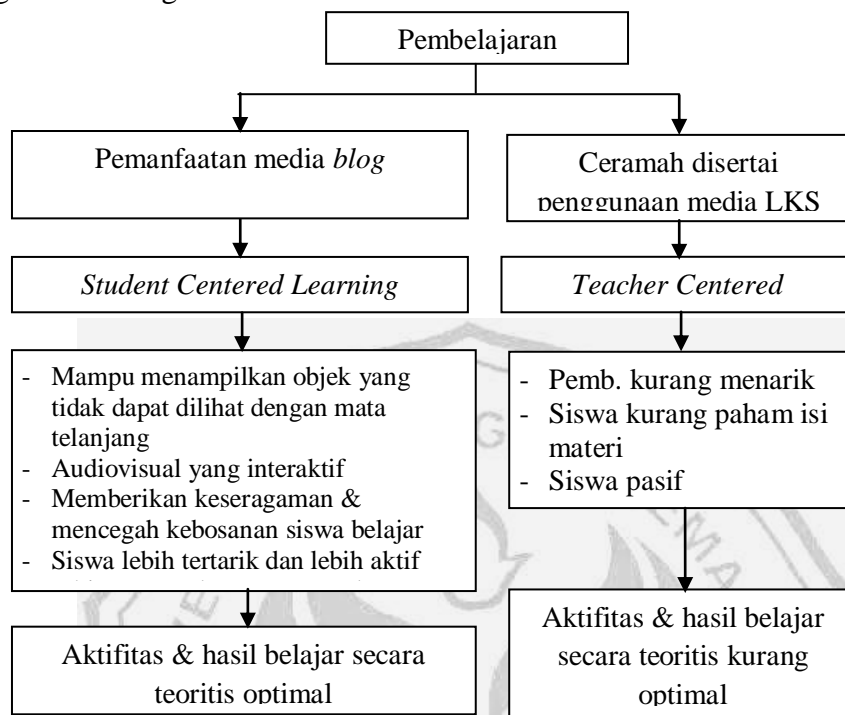 Pembelajaran
Pemanfaatan media blog
Ceramah disertai
penggunaan media LKS
Student Centered Learning
Teacher Centered
- Mampu menampilkan objek yang
tidak dapat dilihat dengan mata
telanjang
- Audiovisual yang interaktif
- Memberikan keseragaman &
mencegah kebosanan siswa belajar
- Siswa lebih tertarik dan lebih aktif
- Pemb. kurang menarik
- Siswa kurang paham isi
materi
- Siswa pasif
Aktifitas & hasil belajar secara
teoritis optimal
Aktifitas & hasil belajar
secara teoritis kurang
optimal